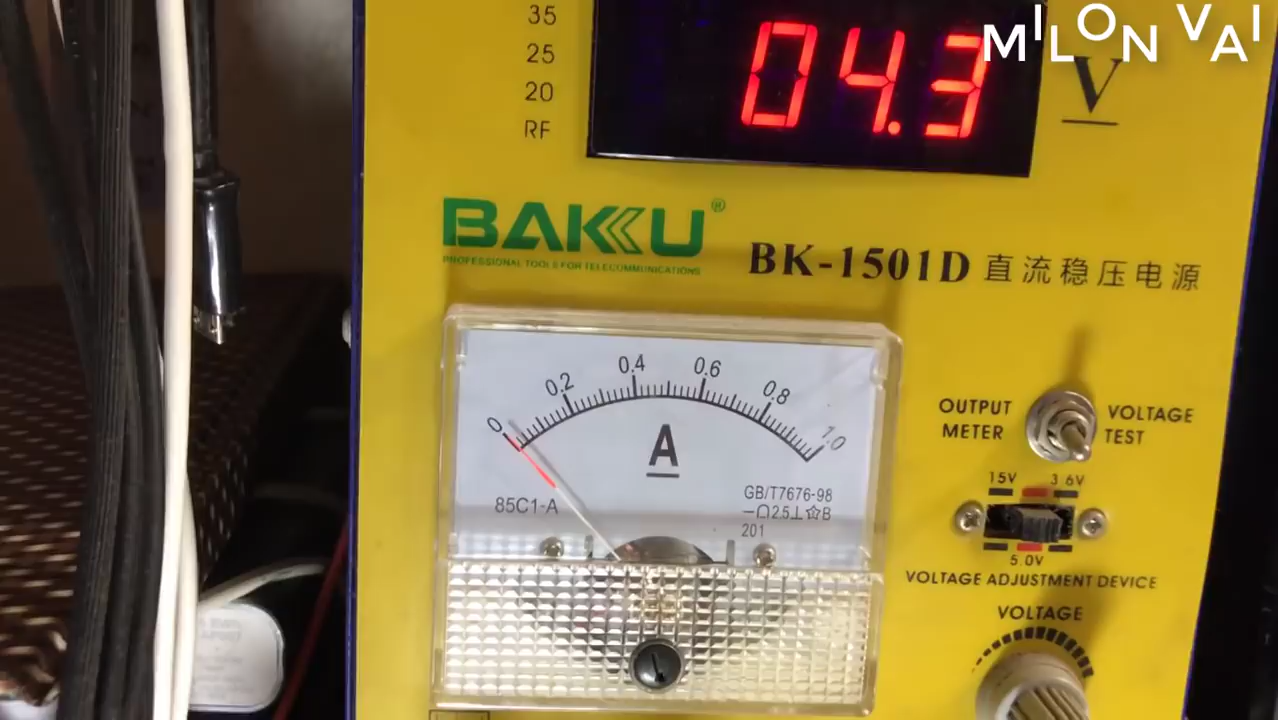 MILON VAI
35
25
20
RF
04.3
V
BAKU®
PROFESSIONAL TOOLS FOR TELECOMMUNICATIONS
BK-1501D 直流稳压电源
0 0.2 0.4 0.6 0.8 1.0
A
85C1-A
GB/T7676-98
2.5 B
201
OUTPUT METER
VOLTAGE TEST
15V 3.6V
5.0V
VOLTAGE ADJUSTMENT DEVICE
VOLTAGE